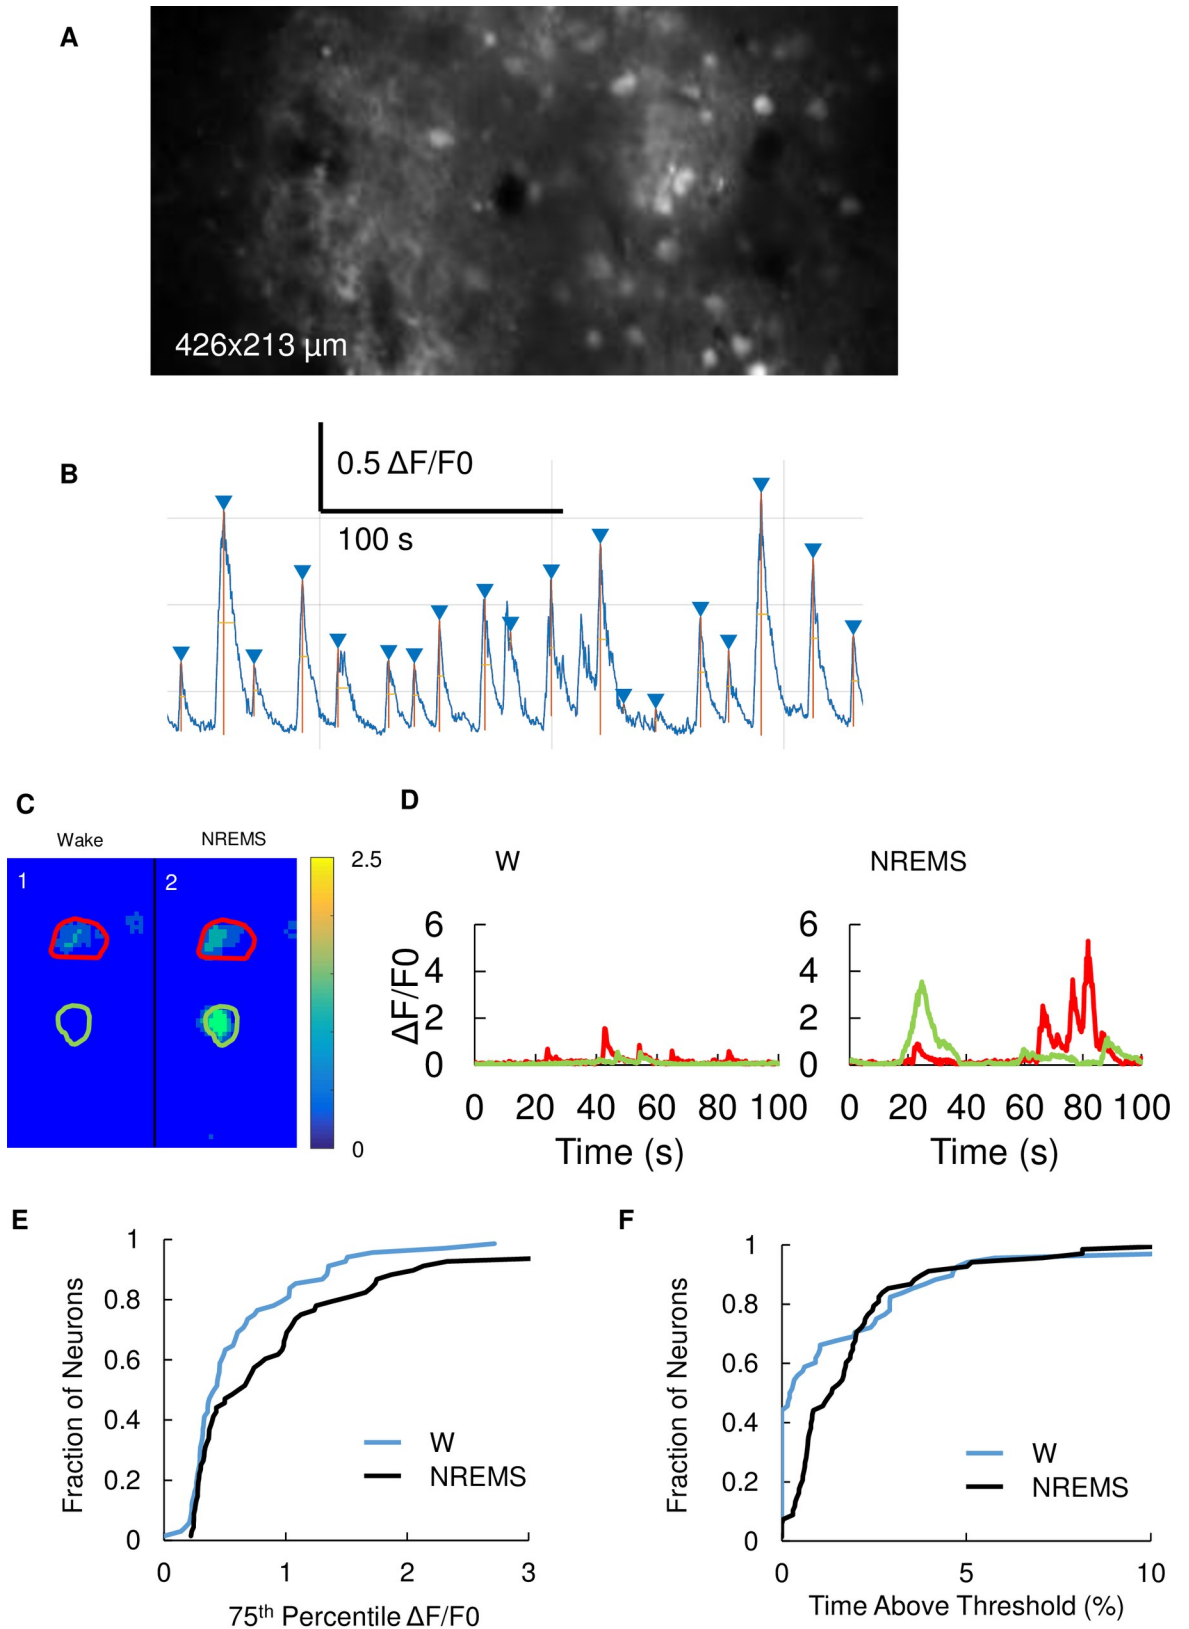 A
426x213 μm
B
0.5 ΔF/F0
100 s
C
Wake
NREMS
1
2
2.5
0
D
W
NREMS
6
4
2
0
ΔF/F0
0 20 40 60 80 100
Time (s)
6
4
2
0
0 20 40 60 80 100
Time (s)
E
1
0.8
0.6
0.4
0.2
0
Fraction of Neurons
W
NREMS
0 1 2 3
75th Percentile ΔF/F0
F
1
0.8
0.6
0.4
0.2
0
Fraction of Neurons
W
NREMS
0 5 10
Time Above Threshold (%)